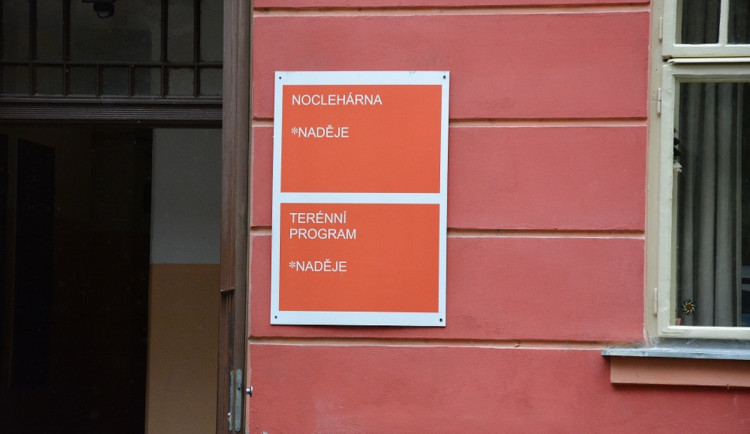 NOCLEHÁRNA
*NADĚJE
TERÉNNÍ
PROGRAM
*NADĚJE